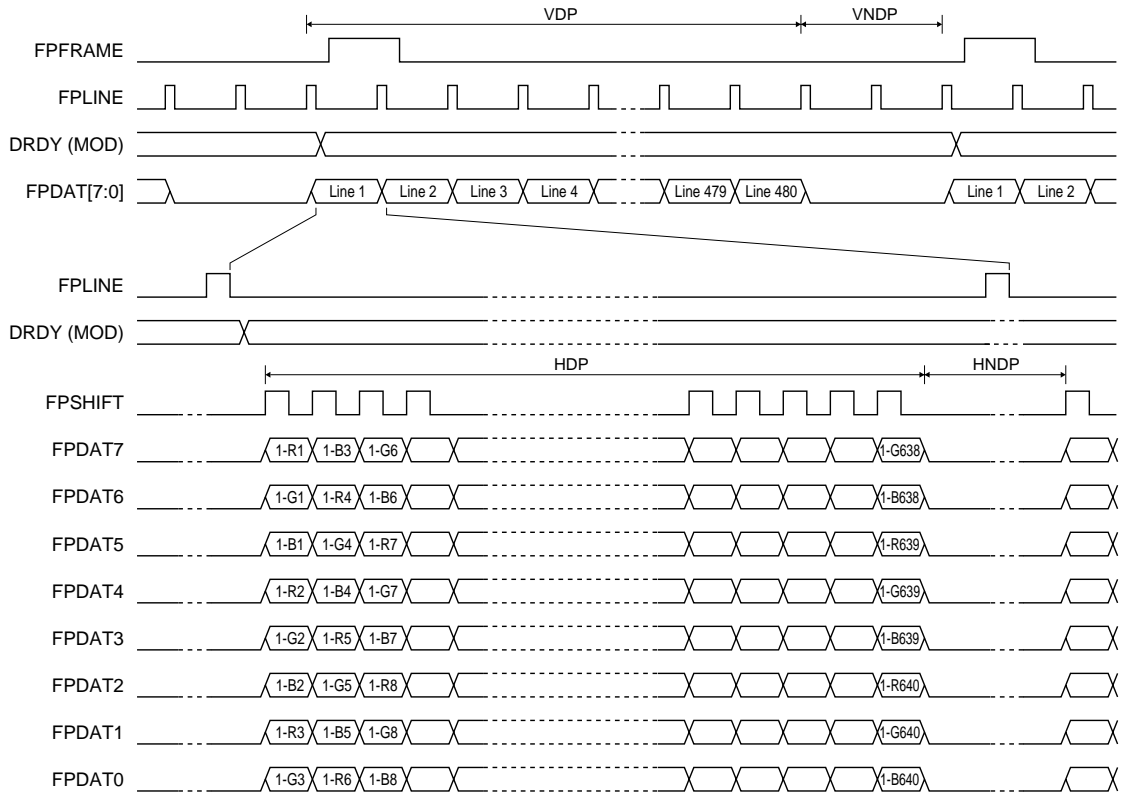 VDP VNDP
FPFRAME
FPLINE
DRDY (MOD)
FPDAT[7:0] Line 1 Line 2 Line 3 Line 4 Line 479 Line 480 Line 1 Line 2
FPLINE
DRDY (MOD)
HDP HNDP
FPSHIFT
FPDAT7 1-R1 1-B3 1-G6 1-G638
FPDAT6 1-G1 1-R4 1-B6 1-B638
FPDAT5 1-B1 1-G4 1-R7 1-R639
FPDAT4 1-R2 1-B4 1-G7 1-G639
FPDAT3 1-G2 1-R5 1-B7 1-B639
FPDAT2 1-B2 1-G5 1-R8 1-R640
FPDAT1 1-R3 1-B5 1-G8 1-G640
FPDAT0 1-G3 1-R6 1-B8 1-B640